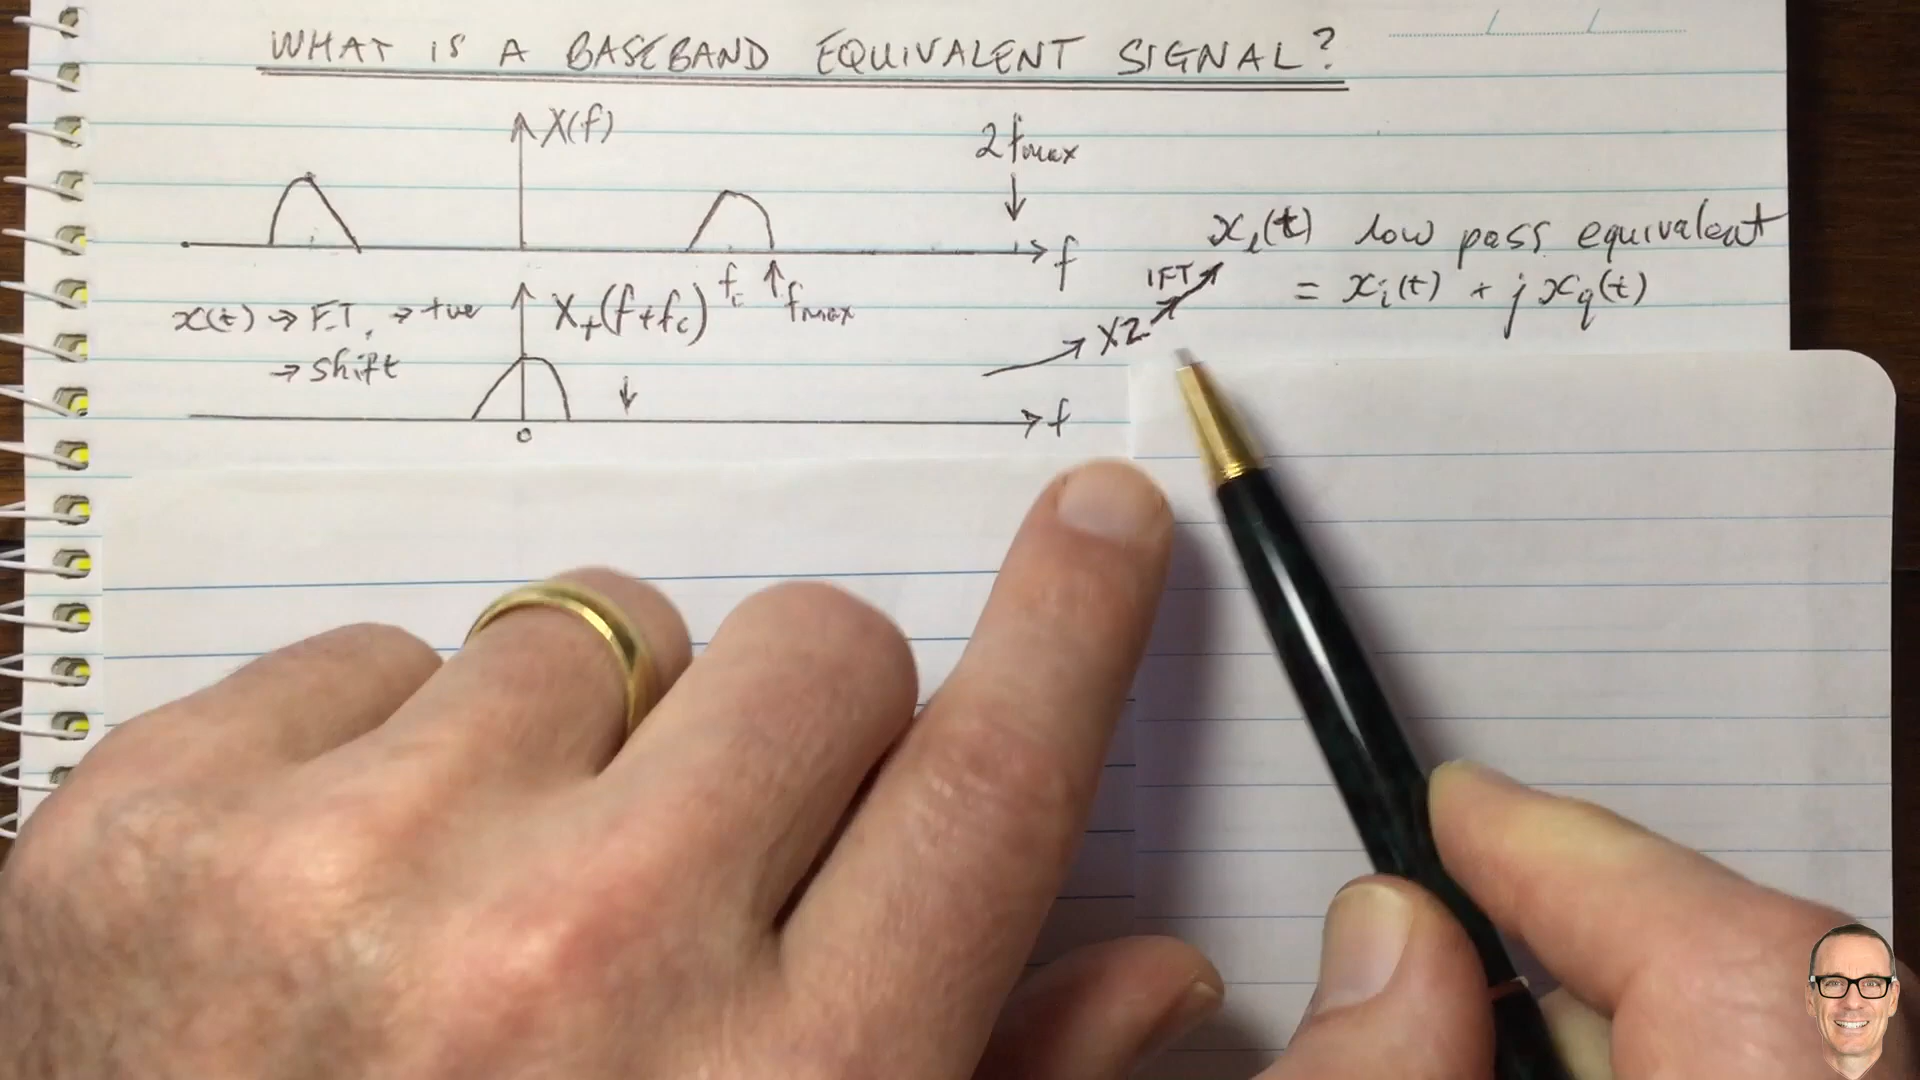 WHAT IS A BASEBAND EQUIVALENT SIGNAL?
X(f)
2fmax
f
fc
fmax
x(t) → F.T. → +ve
→ shift
X+(f+fc)
0
f
X2
IFT
xl(t) low pass equivalent
= xi(t) + j xq(t)